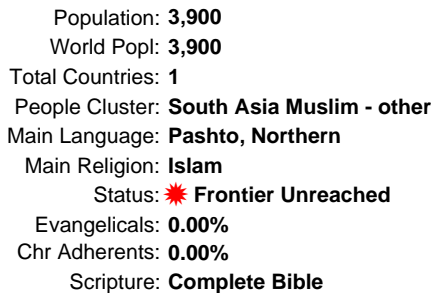 Population: 3,900
World Popl: 3,900
Total Countries: 1
People Cluster: South Asia Muslim - other
Main Language: Pashto, Northern
Main Religion: Islam
Status: Frontier Unreached
Evangelicals: 0.00%
Chr Adherents: 0.00%
Scripture: Complete Bible